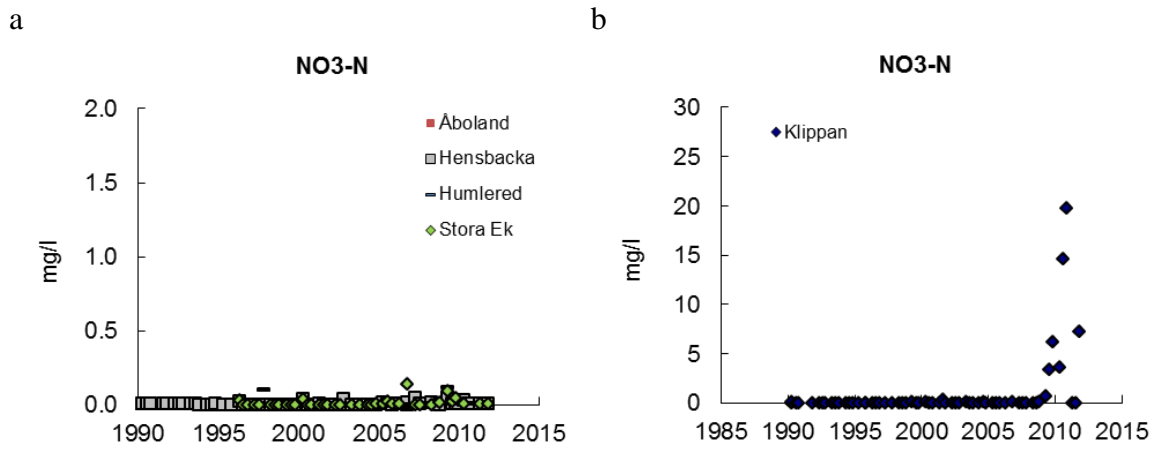 a
NO3-N
2.0
1.5
1.0
0.5
0.0
mg/l
1990 1995 2000 2005 2010 2015
Åboland
Hensbacka
Humlered
Stora Ek
b
NO3-N
30
25
20
15
10
5
0
mg/l
1985 1990 1995 2000 2005 2010 2015
Klippan